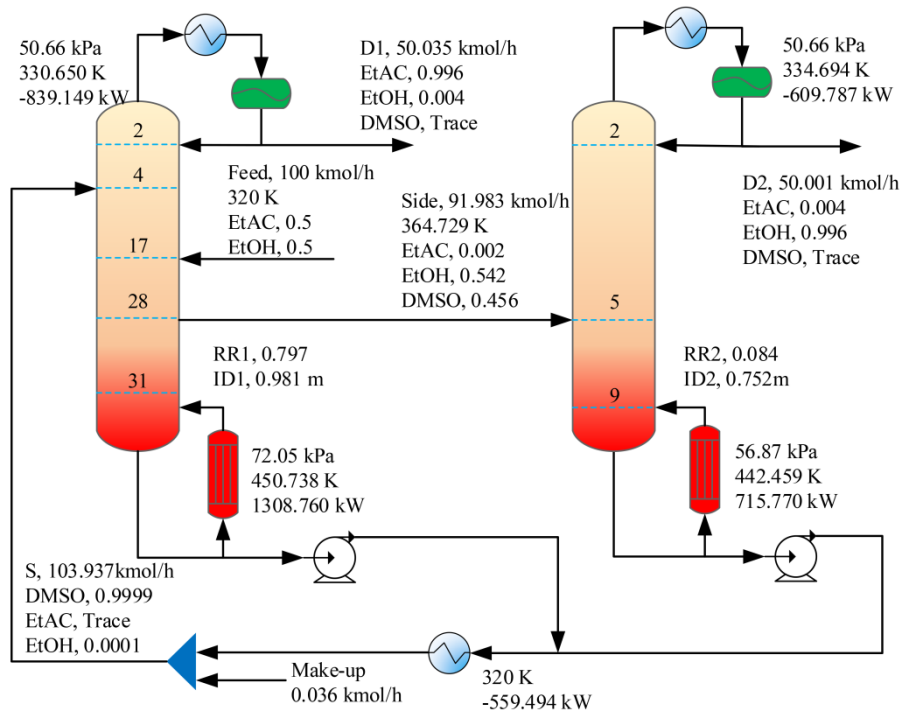 50.66 kPa
330.650 K
-839.149 kW
D1, 50.035 kmol/h
EtAC, 0.996
EtOH, 0.004
DMSO, Trace
2
4
17
28
31
Feed, 100 kmol/h
320 K
EtAC, 0.5
EtOH, 0.5
Side, 91.983 kmol/h
364.729 K
EtAC, 0.002
EtOH, 0.542
DMSO, 0.456
RR1, 0.797
ID1, 0.981 m
72.05 kPa
450.738 K
1308.760 kW
50.66 kPa
334.694 K
-609.787 kW
2
5
9
D2, 50.001 kmol/h
EtAC, 0.004
EtOH, 0.996
DMSO, Trace
RR2, 0.084
ID2, 0.752m
56.87 kPa
442.459 K
715.770 kW
S, 103.937kmol/h
DMSO, 0.9999
EtAC, Trace
EtOH, 0.0001
Make-up
0.036 kmol/h
320 K
-559.494 kW